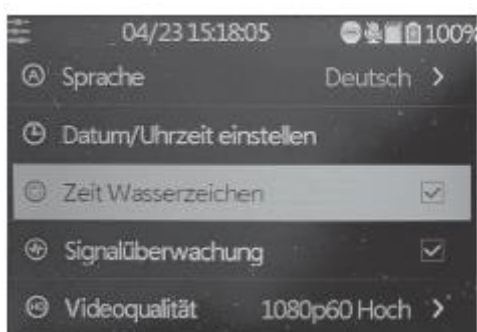 04/23 15:18:05 100%
Sprache Deutsch >
Datum/Uhrzeit einstellen
Zeit Wasserzeichen
Signalüberwachung
Videoqualität 1080p60 Hoch >